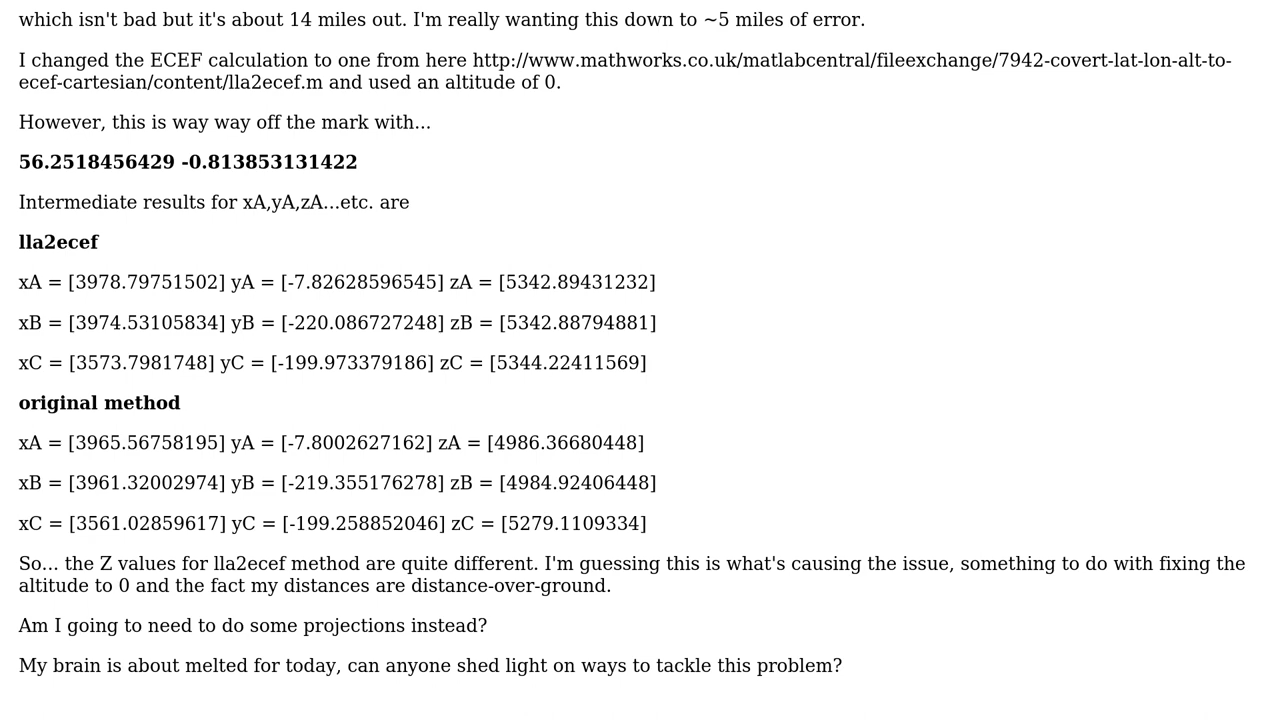 which isn't bad but it's about 14 miles out. I'm really wanting this down to ~5 miles of error.
I changed the ECEF calculation to one from here http://www.mathworks.co.uk/matlabcentral/fileexchange/7942-covert-lat-lon-alt-to-
ecef-cartesian/content/lla2ecef.m and used an altitude of 0.
However, this is way way off the mark with...
56.2518456429 -0.813853131422
Intermediate results for xA,yA,zA...etc. are
lla2ecef
xA = [3978.79751502] yA = [-7.82628596545] zA = [5342.89431232]
xB = [3974.53105834] yB = [-220.086727248] zB = [5342.88794881]
xC = [3573.7981748] yC = [-199.973379186] zC = [5344.22411569]
original method
xA = [3965.56758195] yA = [-7.8002627162] zA = [4986.36680448]
xB = [3961.32002974] yB = [-219.355176278] zB = [4984.92406448]
xC = [3561.02859617] yC = [-199.258852046] zC = [5279.1109334]
So... the Z values for lla2ecef method are quite different. I'm guessing this is what's causing the issue, something to do with fixing the
altitude to 0 and the fact my distances are distance-over-ground.
Am I going to need to do some projections instead?
My brain is about melted for today, can anyone shed light on ways to tackle this problem?